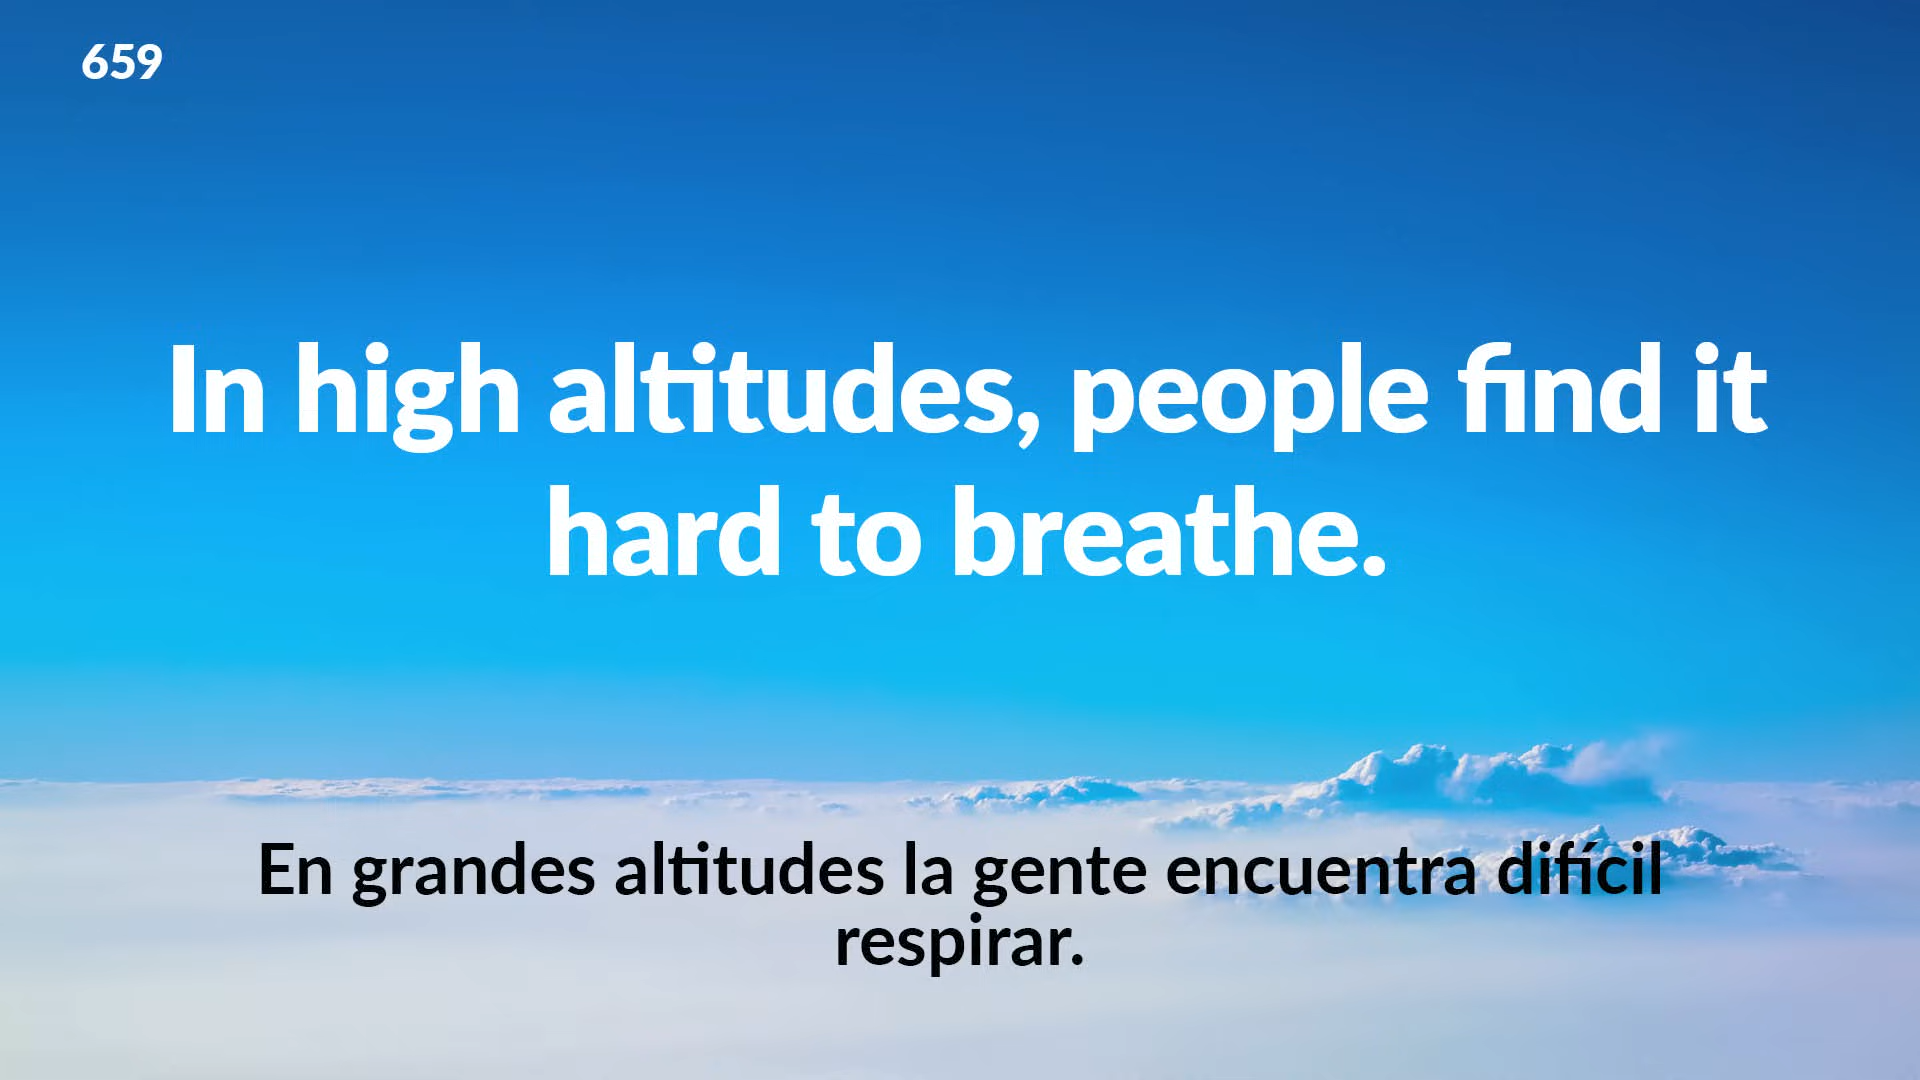 659
In high altitudes, people find it
hard to breathe.
En grandes altitudes la gente encuentra difícil
respirar.